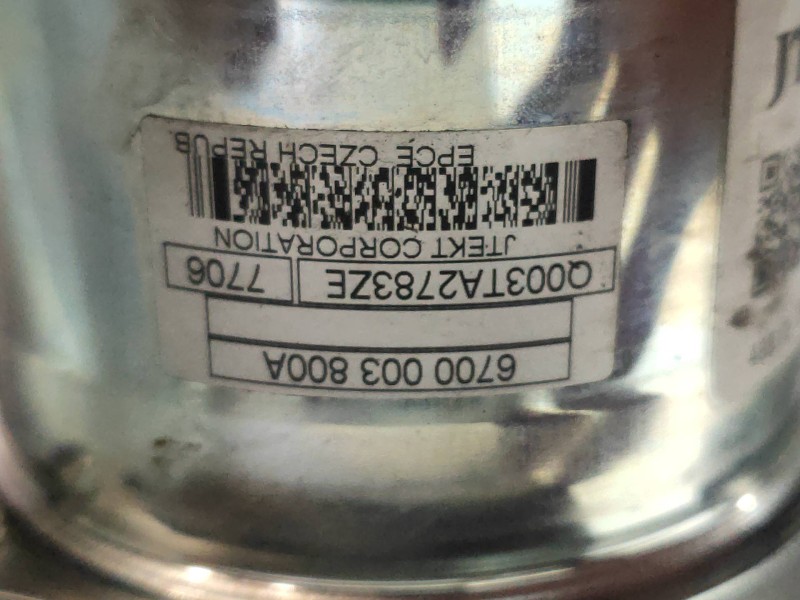 6700 003 800A
Q003TA2783ZE 7706
JTEKT CORPORATION
EPCE CZECH REPUB.